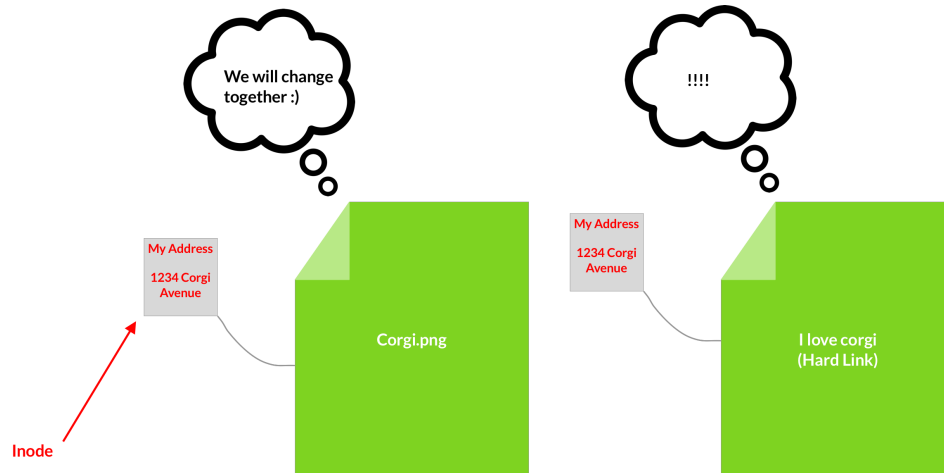 We will change
together :)
!!!!
My Address
1234 Corgi
Avenue
Corgi.png
Inode
My Address
1234 Corgi
Avenue
I love corgi
(Hard Link)